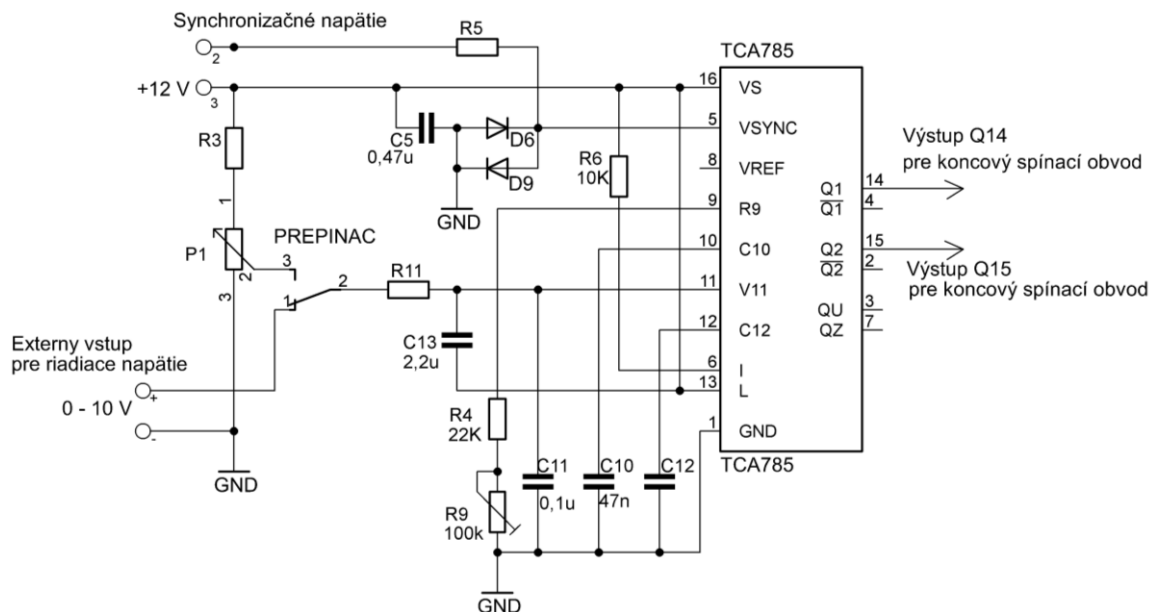 Synchronizačné napätie
R5
2
TCA785
+12 V
3
16
VS
R3
C5
0,47u
D6
D9
5
VSYNC
R6
10K
8
VREF
Výstup Q14
pre koncový spínací obvod
GND
9
R9
Q1
14
Q1
4
1
P1
2
3
PREPINAC
3
1
2
R11
10
C10
Q2
15
Q2
2
Výstup Q15
pre koncový spínací obvod
11
V11
QU
3
QZ
7
12
C12
C13
2,2u
Externy vstup
pre riadiace napätie
+
0 - 10 V
-
6
I
13
L
R4
22K
1
GND
TCA785
GND
C11
0,1u
C10
47n
C12
R9
100k
GND